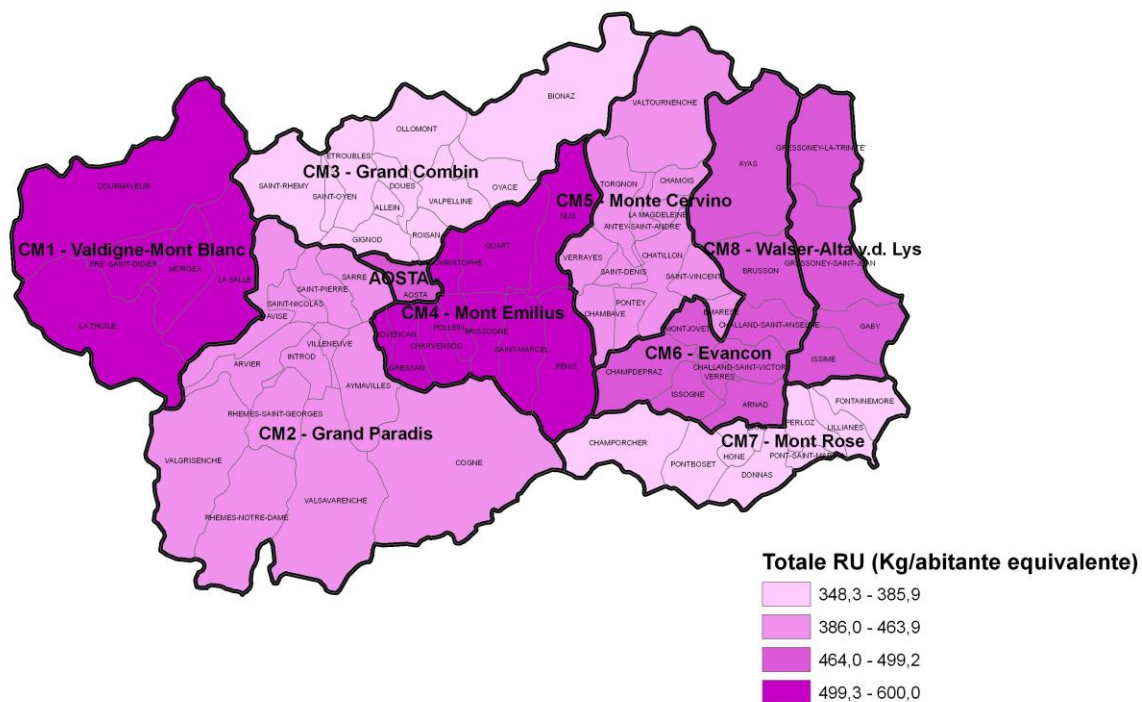 BIONAZ
VALTOURNENCHE
OLLOMONT
ETROUBLES
CM3 - Grand Combin
SAINT-RHEMY
SAINT-OYEN
DOUES
ALLEIN
VALPELLINE
OYACE
GIGNOD
ROISAN
COURMAYEUR
CM1 - Valdigne-Mont Blanc
PRE-SAINT-DIDIER
MORGEX
LA SALLE
LA THUILE
AYAS
GRESSONEY-LA-TRINITE'
TORGNON
CHAMOIS
CM5 - Monte Cervino
LA MAGDELEINE
ANTEY-SAINT-ANDRE'
NUS
QUART
VERRAYES
CHATILLON
SAINT-DENIS
SAINT-VINCENT
PONTEY
CHAMBAVE
CM8 - Walser-Alta v.d. Lys
GRESSONEY-SAINT-JEAN
BRUSSON
GABY
ISSIME
SARRE
AOSTA
AOSTA
SAINT-PIERRE
SAINT-NICOLAS
AVISE
CM4 - Mont Emilius
POLLEIN
BRISSOGNE
CHARVENSOD
GRESSAN
SAINT-MARCEL
FENIS
EMARESE
MONTJOVET
CHALLAND-SAINT-ANSELME
CM6 - Evancon
CHALLAND-SAINT-VICTOR
CHAMPDEPRAZ
VERRES
ISSOGNE
ARNAD
VILLENEUVE
ARVIER
INTROD
AYMAVILLES
RHEMES-SAINT-GEORGES
CM2 - Grand Paradis
VALGRISENCHE
COGNE
VALSAVARENCHE
RHEMES-NOTRE-DAME
FONTAINEMORE
PERLOZ
LILLIANES
CHAMPORCHER
CM7 - Mont Rose
HONE
PONTBOSET
DONNAS
Totale RU (Kg/abitante equivalente)
348,3 - 385,9
386,0 - 463,9
464,0 - 499,2
499,3 - 600,0